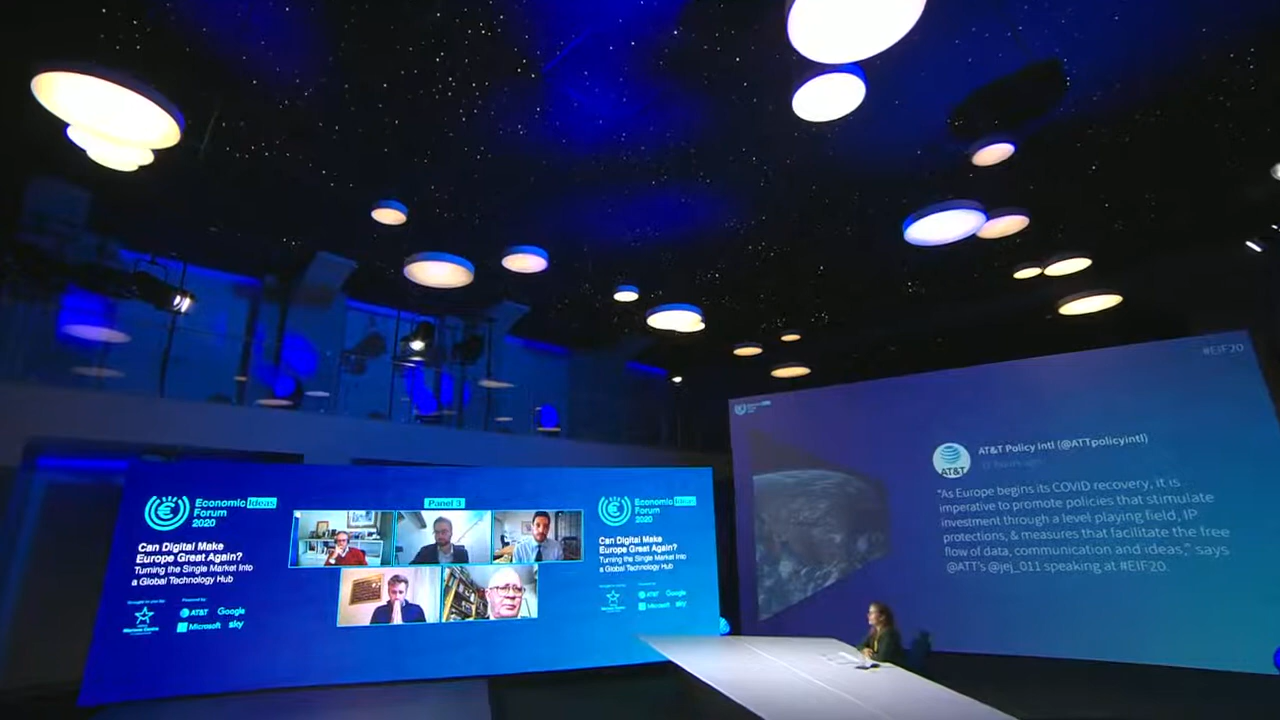 Economic Ideas
Forum
2020
Can Digital Make
Europe Great Again?
Turning the Single Market Into
a Global Technology Hub
AT&T
Google
Microsoft
sky
Panel 3
Economic Ideas
Forum
2020
Can Digital Make
Europe Great Again?
Turning the Single Market Into
a Global Technology Hub
AT&T
Google
Microsoft
sky
#EIF20
AT&T
AT&T Policy Intl (@ATTpolicyintl)
"As Europe begins its COVID recovery, it is
imperative to promote policies that stimulate
investment through a level playing field, IP
protections, & measures that facilitate the free
flow of data, communication and ideas," says
@ATT's @jej_011 speaking at #EIF20.